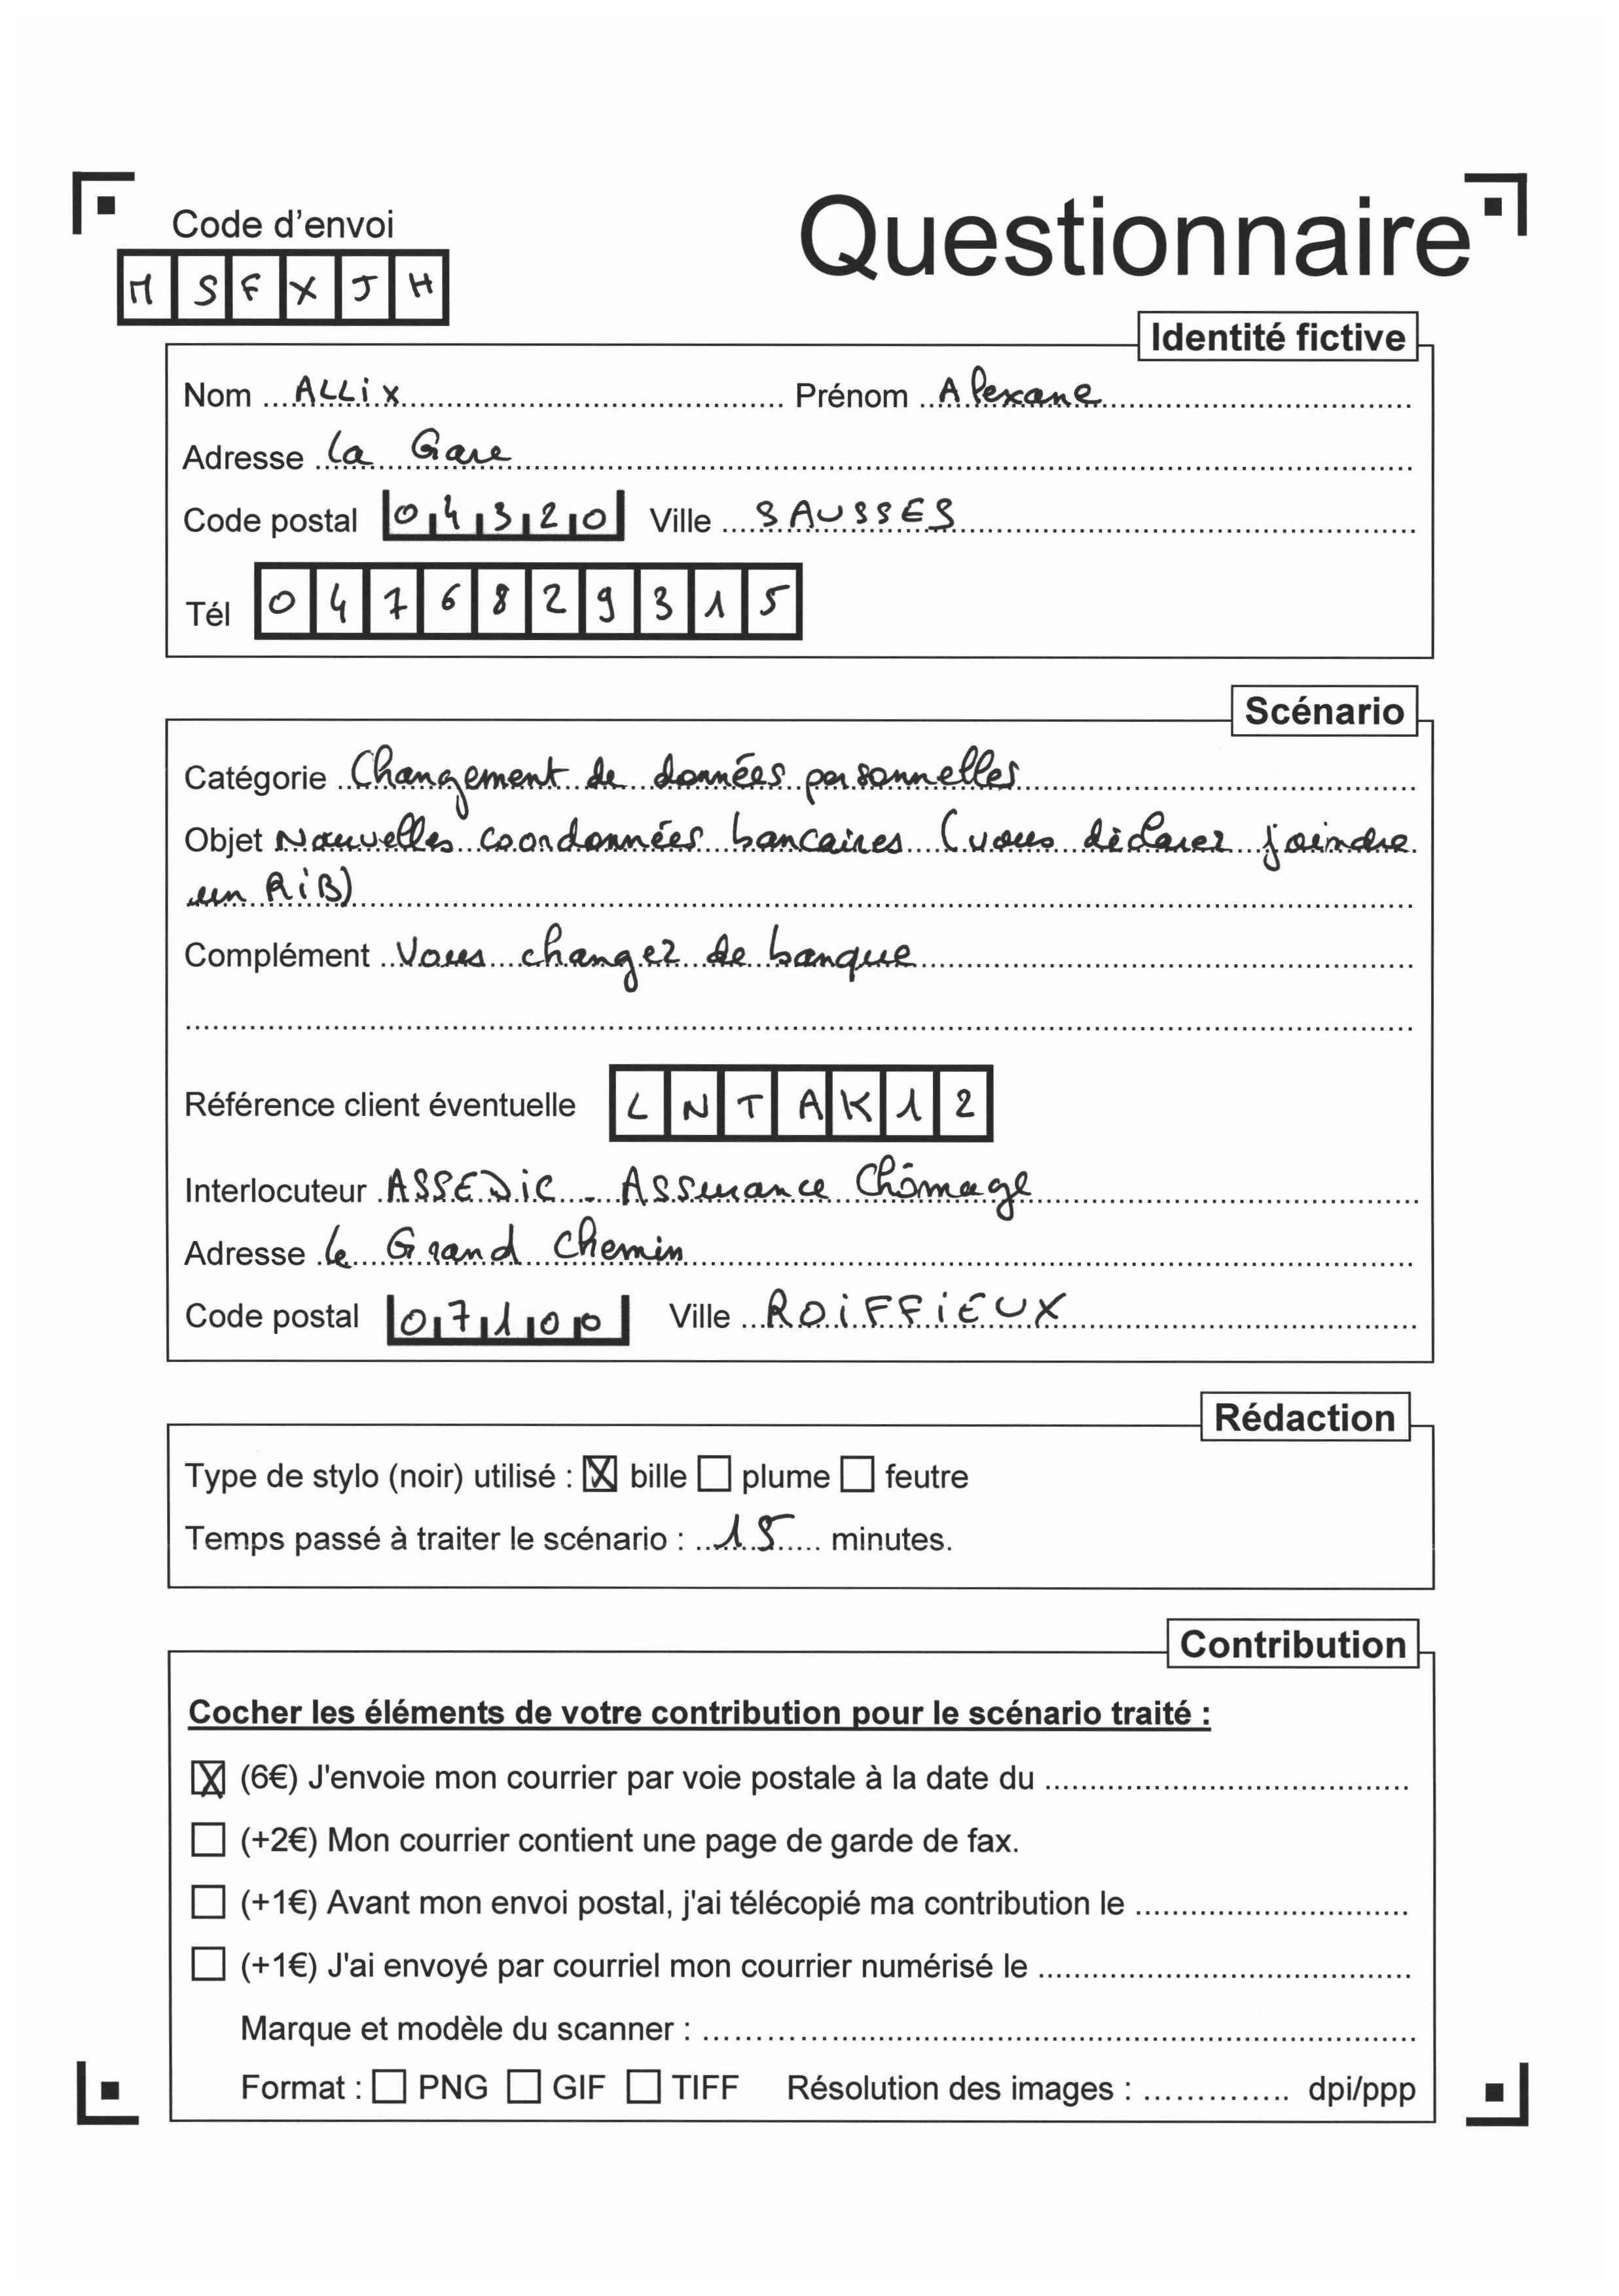 Code d'envoi
Questionnaire
M S F X J H
Identité fictive
Nom ALLiX Prénom Alexane
Adresse La Gare
Code postal 04320 Ville SAUSSES
Tél 0476829315
Scénario
Catégorie Changement de données personnelles
Objet Nouvelles coordonnées bancaires (vous déclarez joindre
un RiB)
Complément Vous changez de banque
Référence client éventuelle L N T A K 1 2
Interlocuteur ASSEDiC - Assurance Chômage
Adresse Le Grand Chemin
Code postal 07100 Ville ROiFFiEUX
Rédaction
Type de stylo (noir) utilisé : ☒ bille ☐ plume ☐ feutre
Temps passé à traiter le scénario : 15 minutes.
Contribution
Cocher les éléments de votre contribution pour le scénario traité :
☒ (6€) J'envoie mon courrier par voie postale à la date du
☐ (+2€) Mon courrier contient une page de garde de fax.
☐ (+1€) Avant mon envoi postal, j'ai télécopié ma contribution le
☐ (+1€) J'ai envoyé par courriel mon courrier numérisé le
Marque et modèle du scanner :
Format : ☐ PNG ☐ GIF ☐ TIFF Résolution des images : dpi/ppp